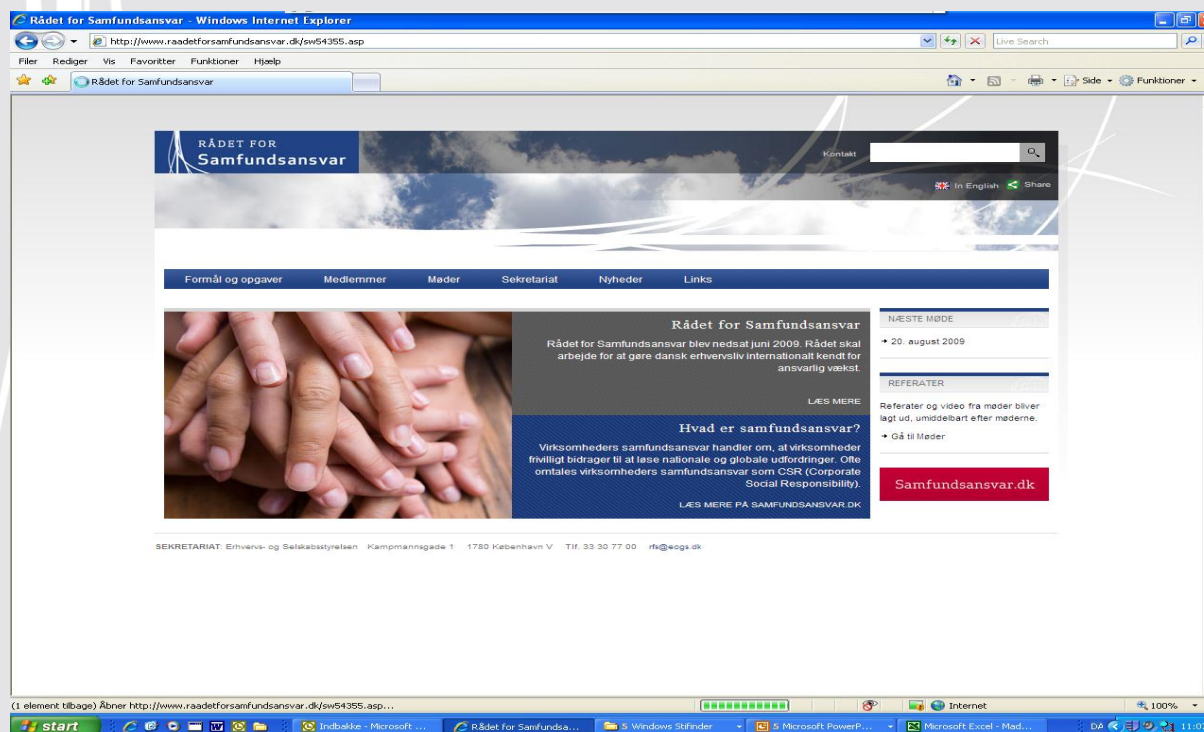 Rådet for Samfundsansvar - Windows Internet Explorer
http://www.raadetforsamfundsansvar.dk/sw54355.asp
Live Search
Filer Rediger Vis Favoritter Funktioner Hjælp
Rådet for Samfundsansvar
Side Funktioner
RÅDET FOR
Samfundsansvar
Kontakt
In English Share
Formål og opgaver Medlemmer Møder Sekretariat Nyheder Links
Rådet for Samfundsansvar
Rådet for Samfundsansvar blev nedsat juni 2009. Rådet skal
arbejde for at gøre dansk erhvervsliv internationalt kendt for
ansvarlig vækst.
LÆS MERE
Hvad er samfundsansvar?
Virksomheders samfundsansvar handler om, at virksomheder
frivilligt bidrager til at løse nationale og globale udfordringer. Ofte
omtales virksomheders samfundsansvar som CSR (Corporate
Social Responsibility).
LÆS MERE PÅ SAMFUNDSANSVAR.DK
NÆSTE MØDE
20. august 2009
REFERATER
Referater og video fra møder bliver
lagt ud, umiddelbart efter møderne.
Gå til Møder
Samfundsansvar.dk
SEKRETARIAT: Erhvervs- og Selskabsstyrelsen Kampmannsgade 1 1780 København V Tlf. 33 30 77 00 rfs@eogs.dk
(1 element tilbage) Åbner http://www.raadetforsamfundsansvar.dk/sw54355.asp...
Internet
100%
start
Indbakke - Microsoft ...
Rådet for Samfundsa...
5 Windows Stifinder
5 Microsoft PowerP...
Microsoft Excel - Mad...
DA